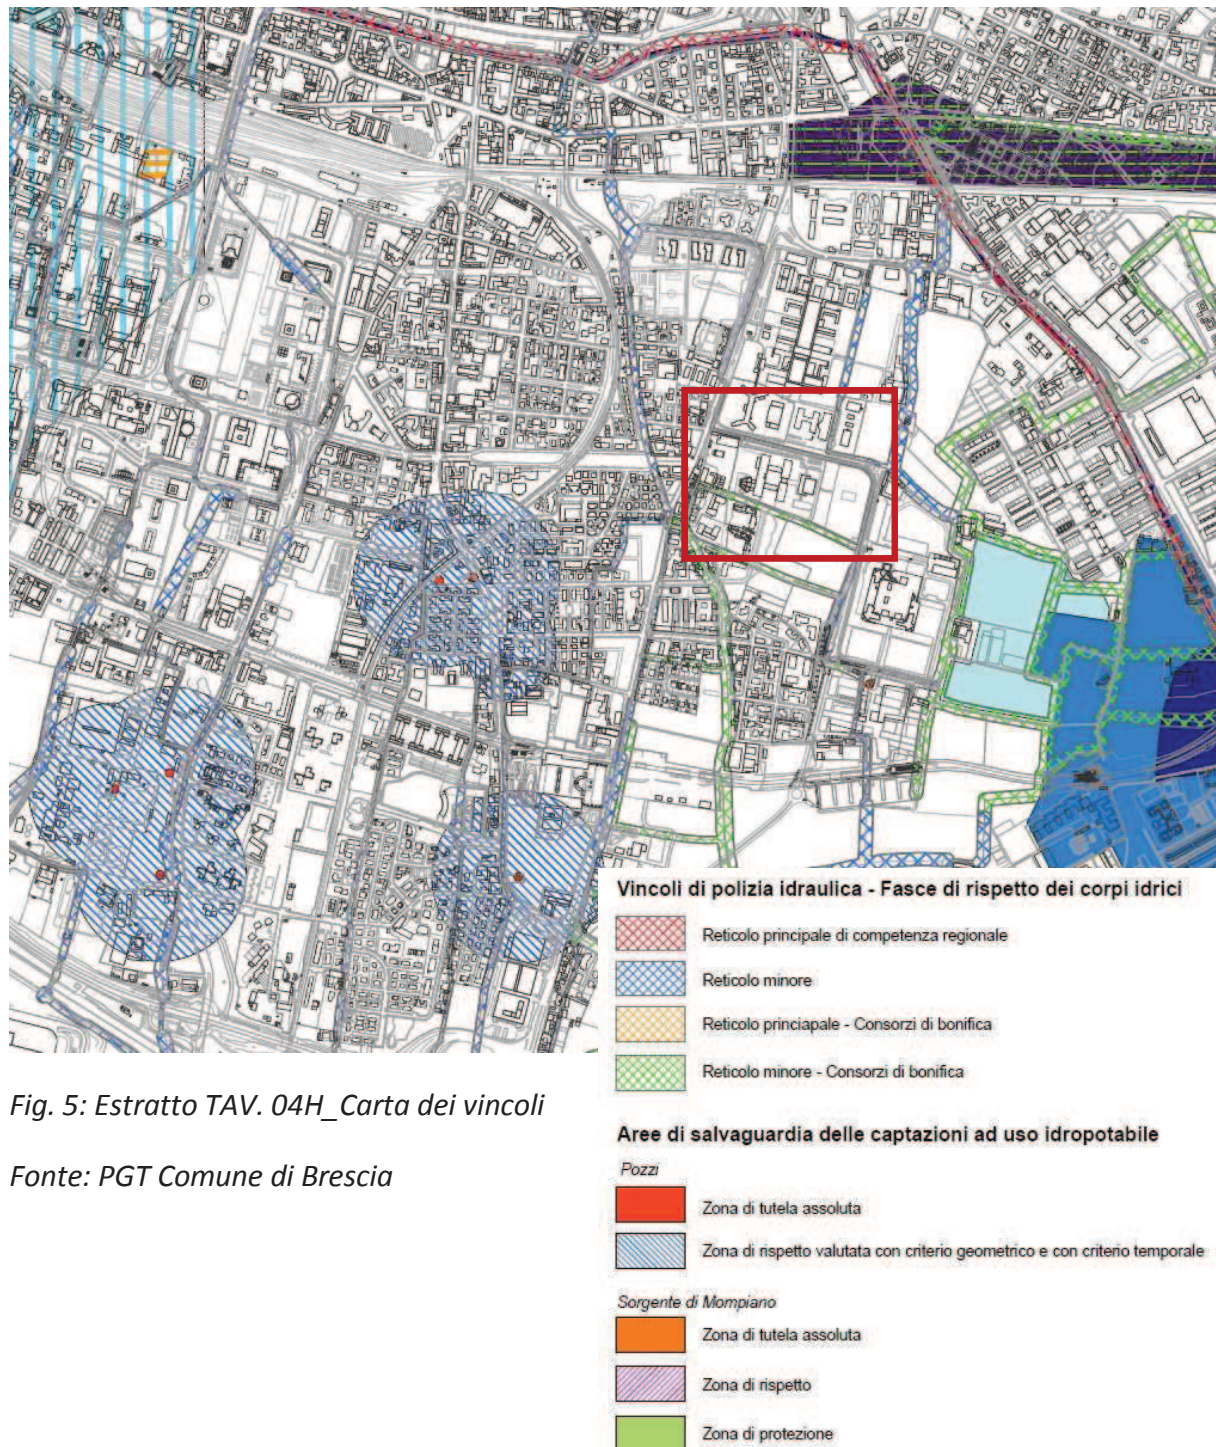 Vincoli di polizia idraulica - Fasce di rispetto dei corpi idrici
Reticolo principale di competenza regionale
Reticolo minore
Reticolo princiapale - Consorzi di bonifica
Reticolo minore - Consorzi di bonifica
Fig. 5: Estratto TAV. 04H_Carta dei vincoli
Fonte: PGT Comune di Brescia
Aree di salvaguardia delle captazioni ad uso idropotabile
Pozzi
Zona di tutela assoluta
Zona di rispetto valutata con criterio geometrico e con criterio temporale
Sorgente di Mompiano
Zona di tutela assoluta
Zona di rispetto
Zona di protezione